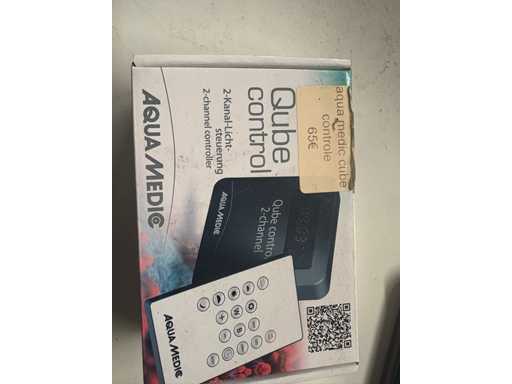 AQUA MEDIC
Qube
control
2-Kanal-Licht-
steuerung
2-channel controller
aqua medic cube
controle
65€
AQUA MEDIC
Qube contro
2-channel
AQUA MEDIC